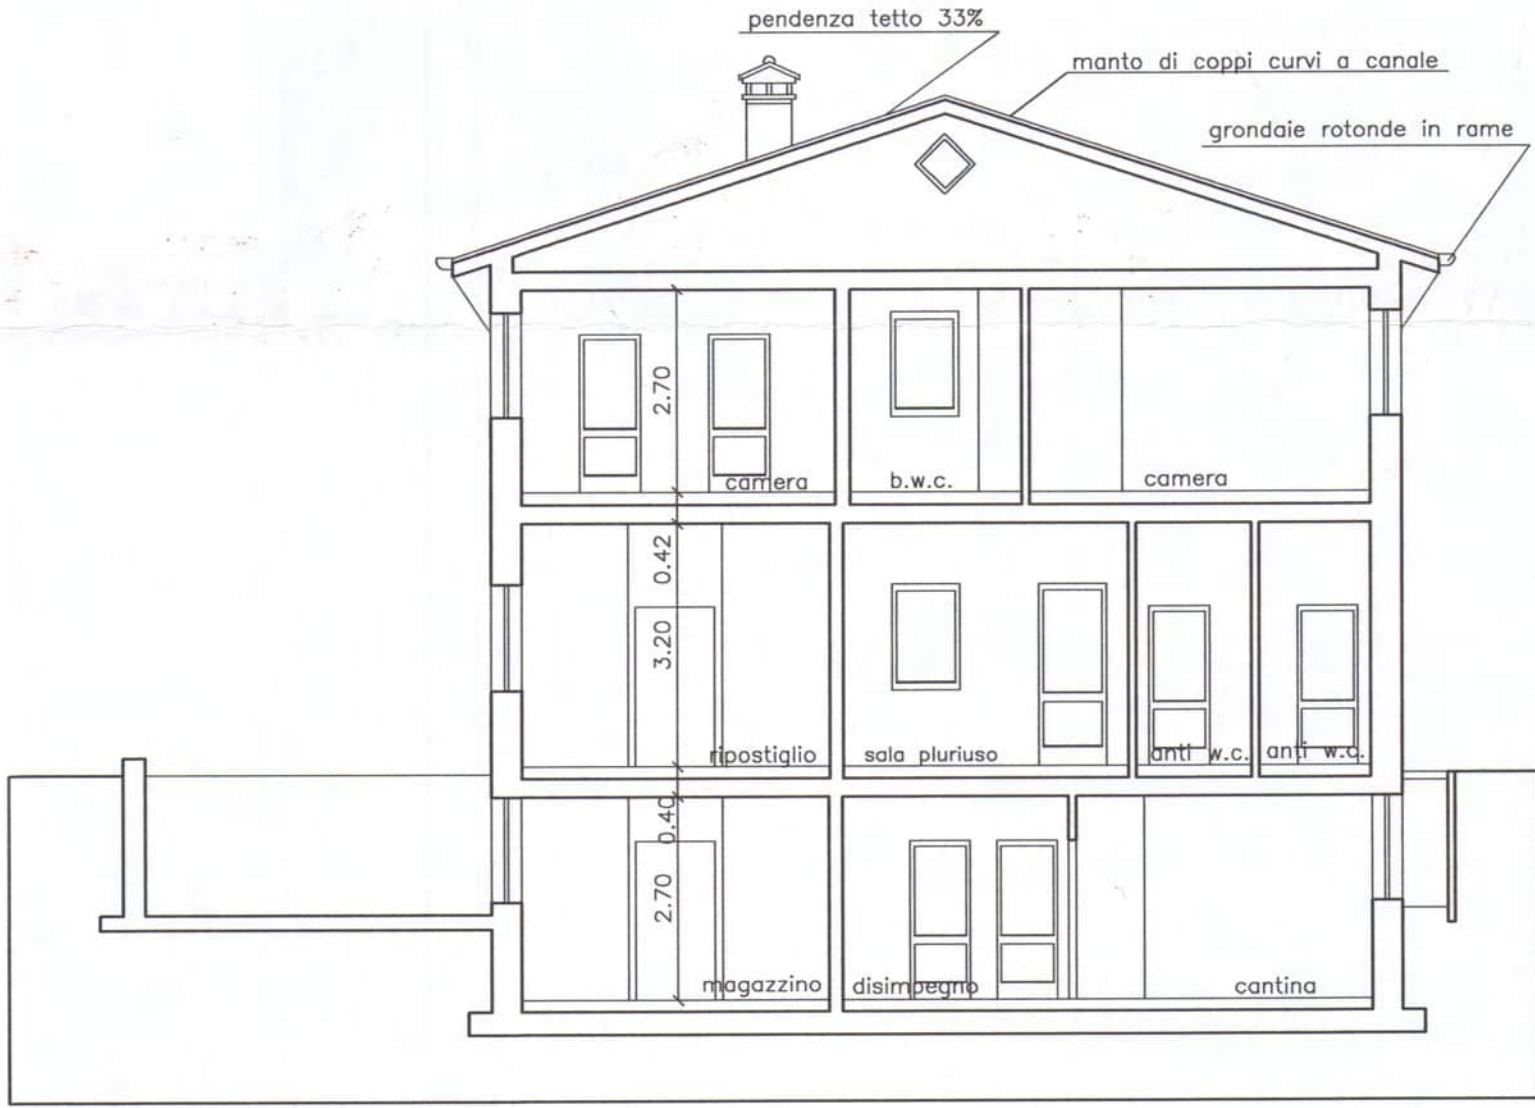 pendenza tetto 33%
manto di coppi curvi a canale
grondaie rotonde in rame
2.70
camera
b.w.c.
camera
0.42
3.20
ripostiglio
sala pluriuso
anti w.c.
anti w.c.
0.40
2.70
magazzino
disimpegno
cantina